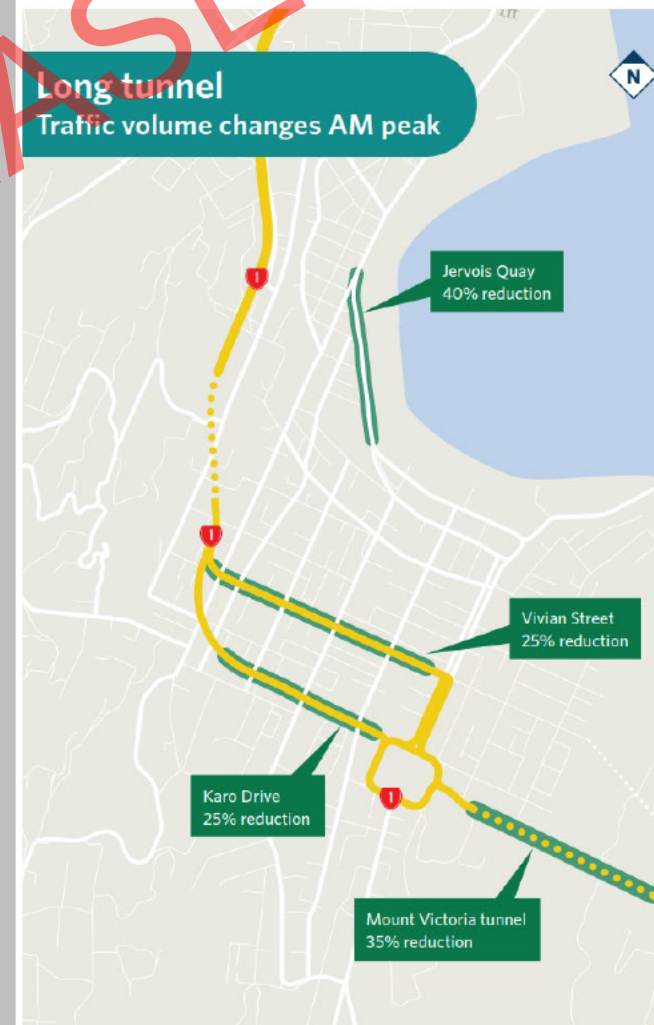 Long tunnel
Traffic volume changes AM peak
N
1
Jervois Quay
40% reduction
1
Vivian Street
25% reduction
Karo Drive
25% reduction
1
Mount Victoria tunnel
35% reduction